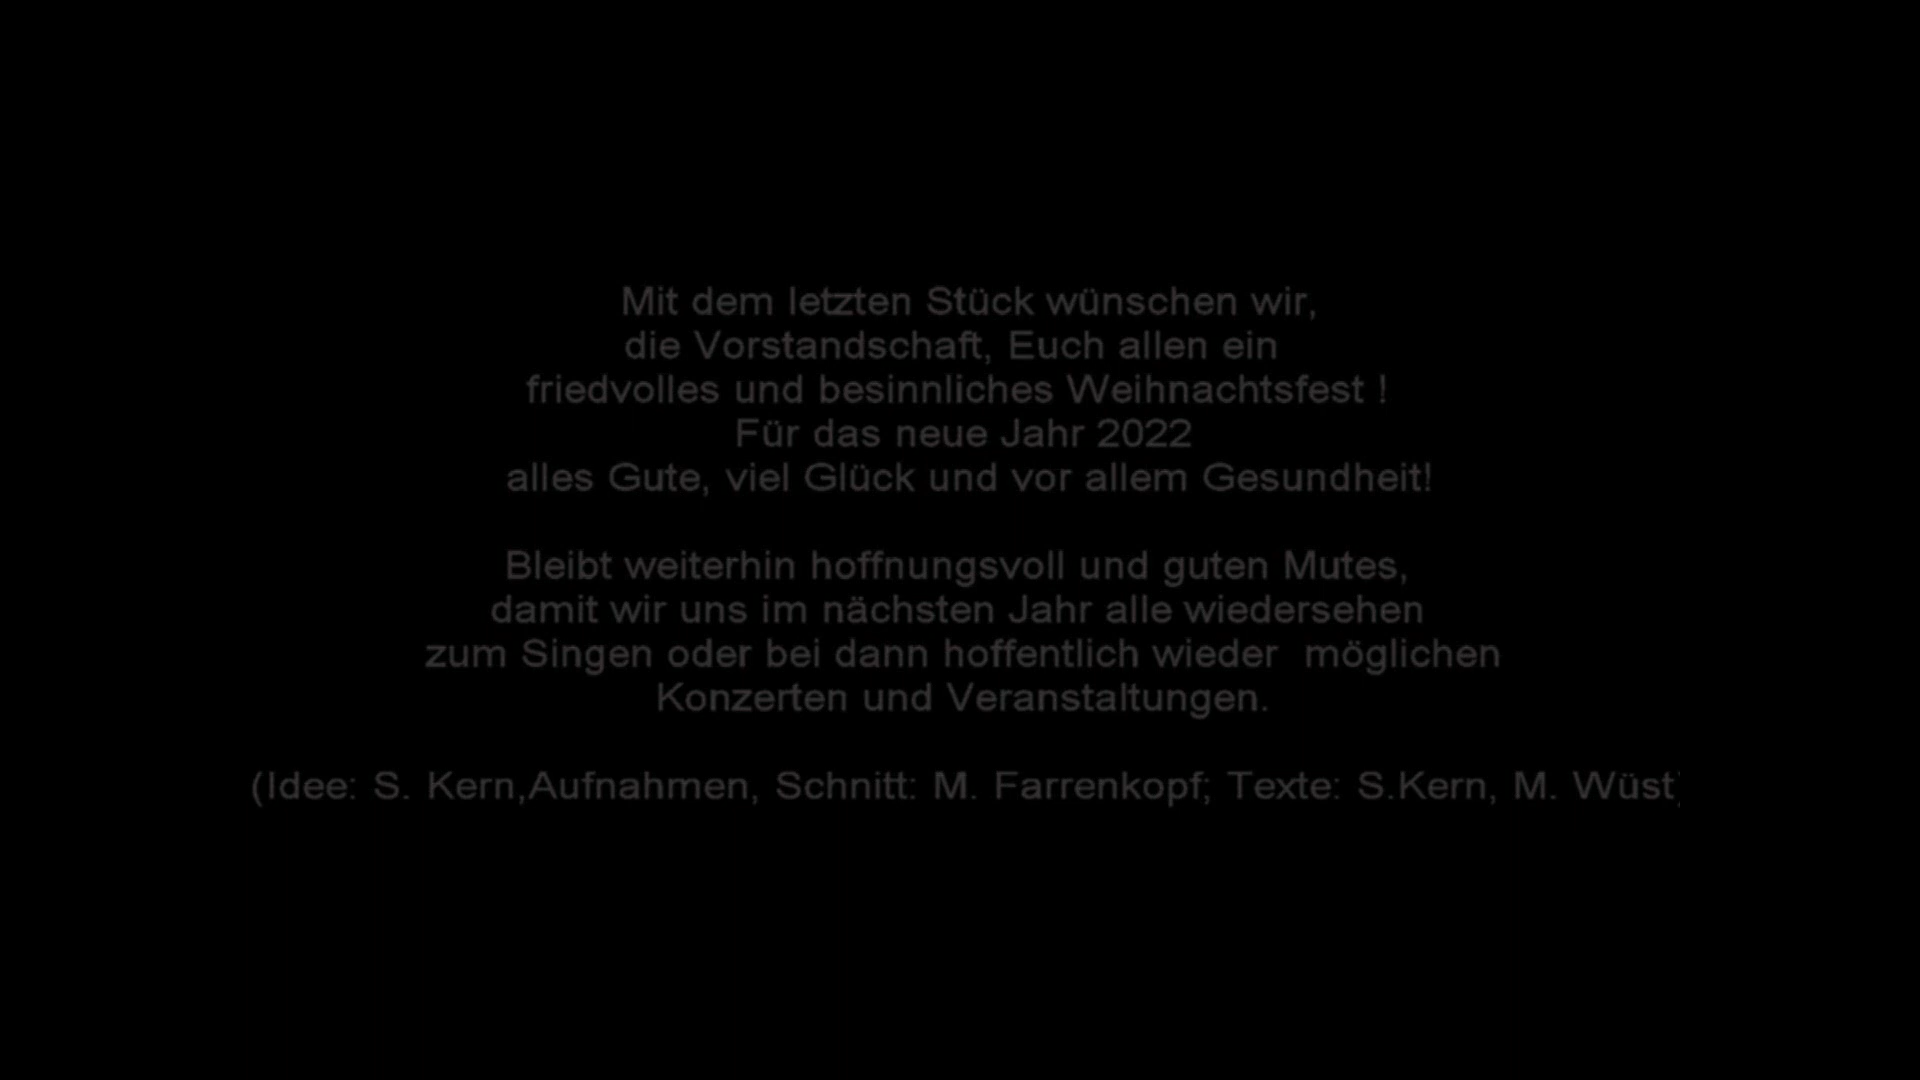 Mit dem letzten Stück wünschen wir,
die Vorstandschaft, Euch allen ein
friedvolles und besinnliches Weihnachtsfest !
Für das neue Jahr 2022
alles Gute, viel Glück und vor allem Gesundheit!
Bleibt weiterhin hoffnungsvoll und guten Mutes,
damit wir uns im nächsten Jahr alle wiedersehen
zum Singen oder bei dann hoffentlich wieder  möglichen
Konzerten und Veranstaltungen.
(Idee: S. Kern,Aufnahmen, Schnitt: M. Farrenkopf; Texte: S.Kern, M. Wüst)